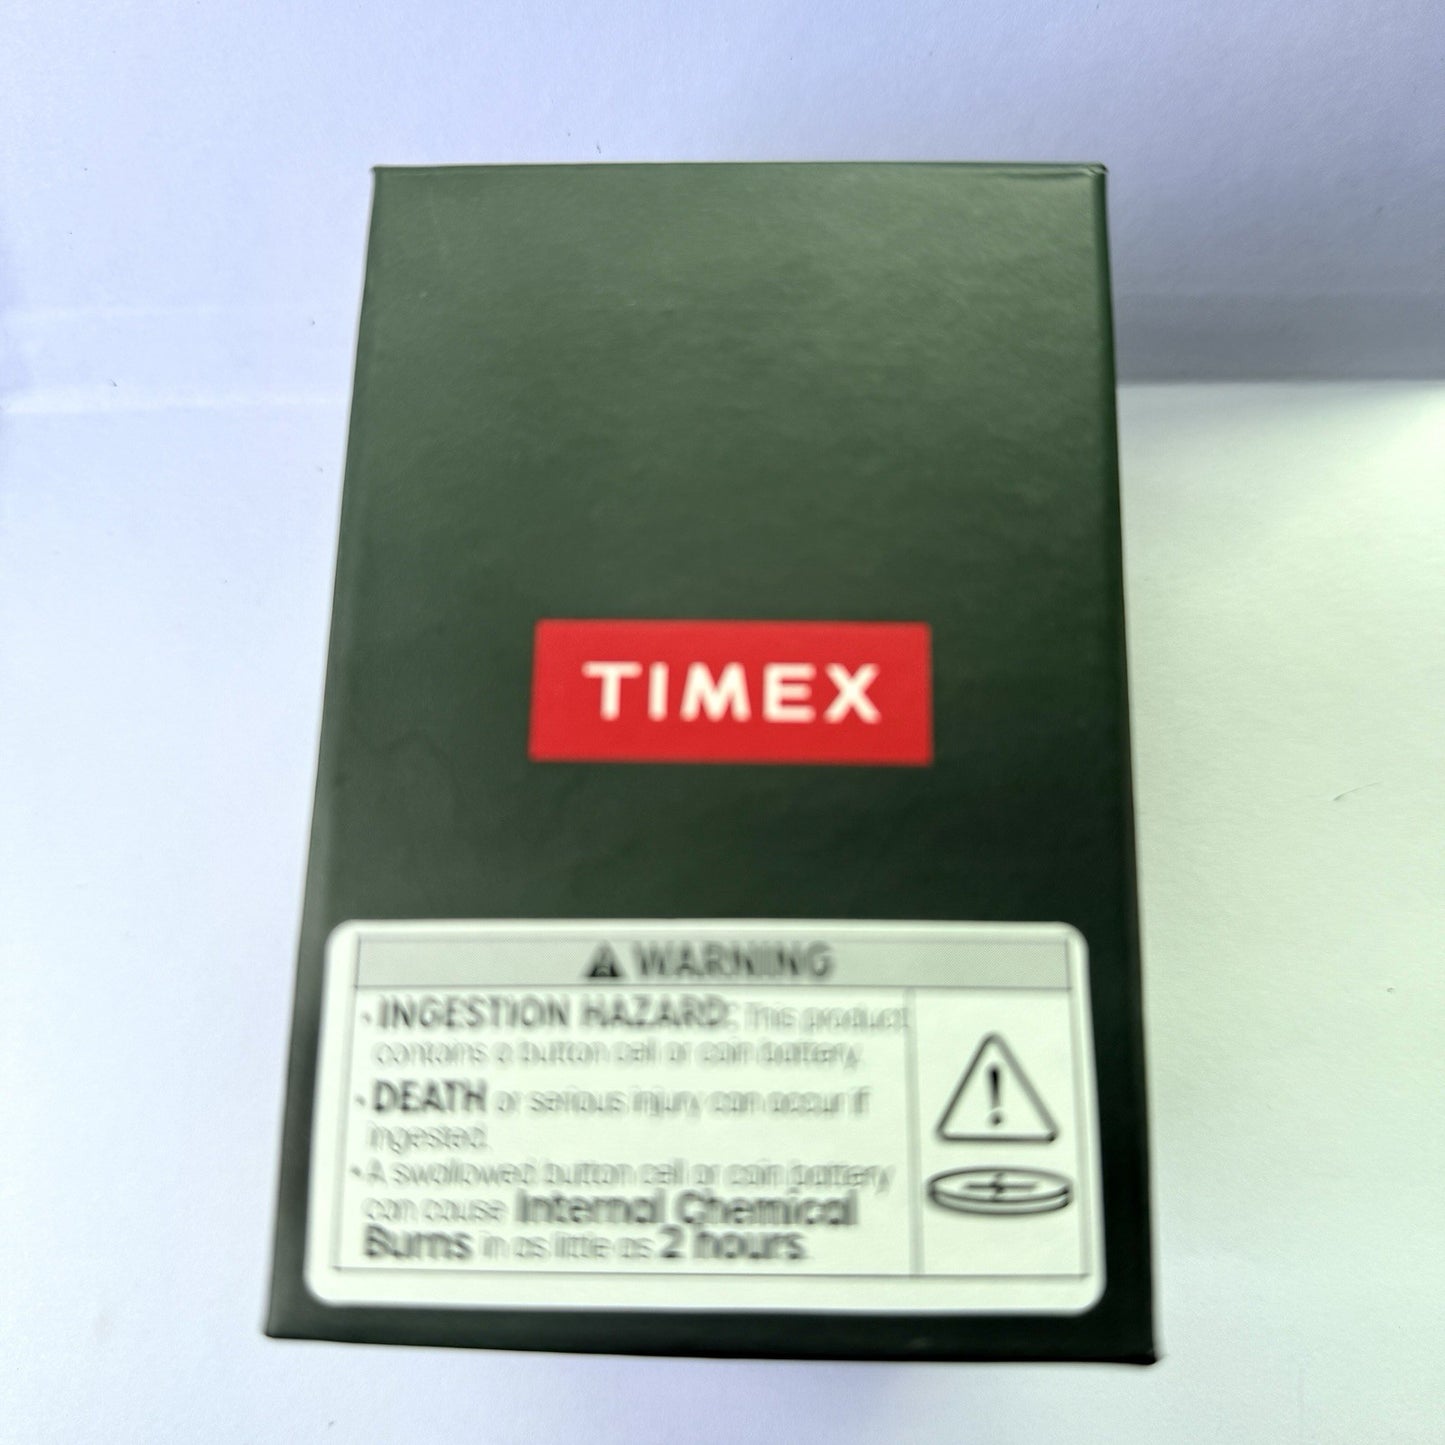 TIMEX
WARNING
• INGESTION HAZARD: This product
contains a button cell or coin battery.
• DEATH or serious injury can occur if
ingested.
• A swallowed button cell or coin battery
can cause Internal Chemical
Burns in as little as 2 hours.